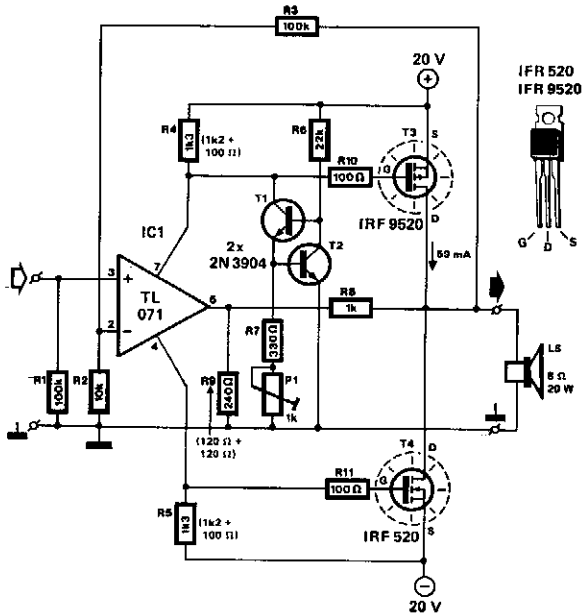 R3
100k
20 V
+
IFR 520
IFR 9520
R4
1k3
(1k2 +
100 Ω)
R6
22k
T3
S
R10
100Ω
G
D
IRF 9520
T1
IC1
2x
2N 3904
T2
G
D
S
59 mA
7
3
+
TL
071
6
2
−
4
R8
1k
R7
330Ω
P1
1k
LS
8 Ω
20 W
R1
100k
R2
10k
R9
240Ω
(120 Ω +
120 Ω)
T4
D
R11
100Ω
G
S
IRF 520
R5
1k3
(1k2 +
100 Ω)
−
20 V